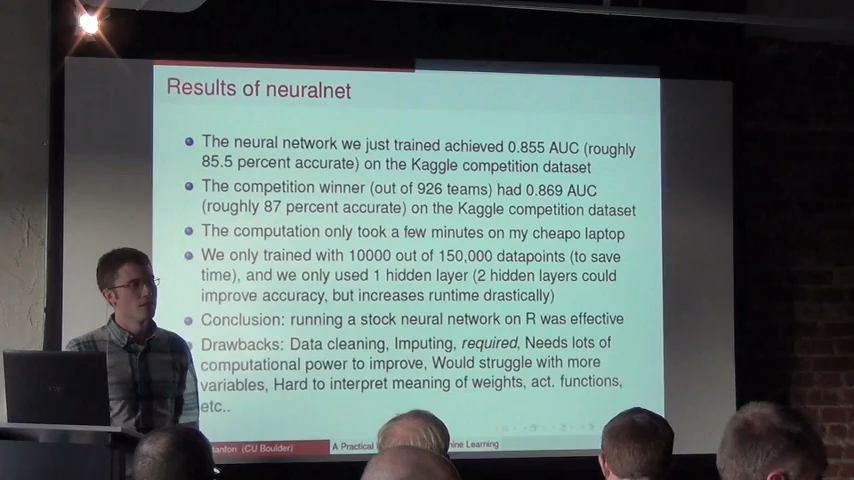 Results of neuralnet
The neural network we just trained achieved 0.855 AUC (roughly
85.5 percent accurate) on the Kaggle competition dataset
The competition winner (out of 926 teams) had 0.869 AUC
(roughly 87 percent accurate) on the Kaggle competition dataset
The computation only took a few minutes on my cheapo laptop
We only trained with 10000 out of 150,000 datapoints (to save
time), and we only used 1 hidden layer (2 hidden layers could
improve accuracy, but increases runtime drastically)
Conclusion: running a stock neural network on R was effective
Drawbacks: Data cleaning, Imputing, required, Needs lots of
computational power to improve, Would struggle with more
variables, Hard to interpret meaning of weights, act. functions,
etc..
(CU Boulder) A Practical Learning